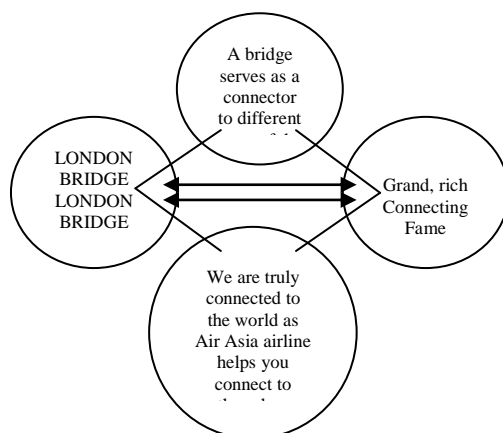 A bridge
serves as a
connector
to different
LONDON
BRIDGE
LONDON
BRIDGE
Grand, rich
Connecting
Fame
We are truly
connected to
the world as
Air Asia airline
helps you
connect to